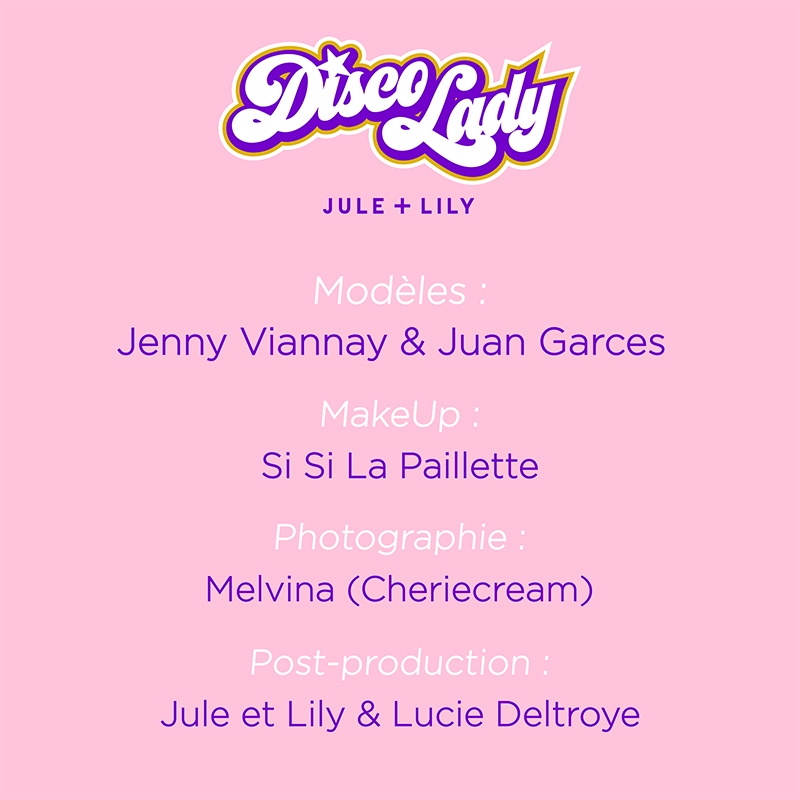 Disco Lady
JULE + LILY
Modèles :
Jenny Viannay & Juan Garces
MakeUp :
Si Si La Paillette
Photographie :
Melvina (Cheriecream)
Post-production :
Jule et Lily & Lucie Deltroye